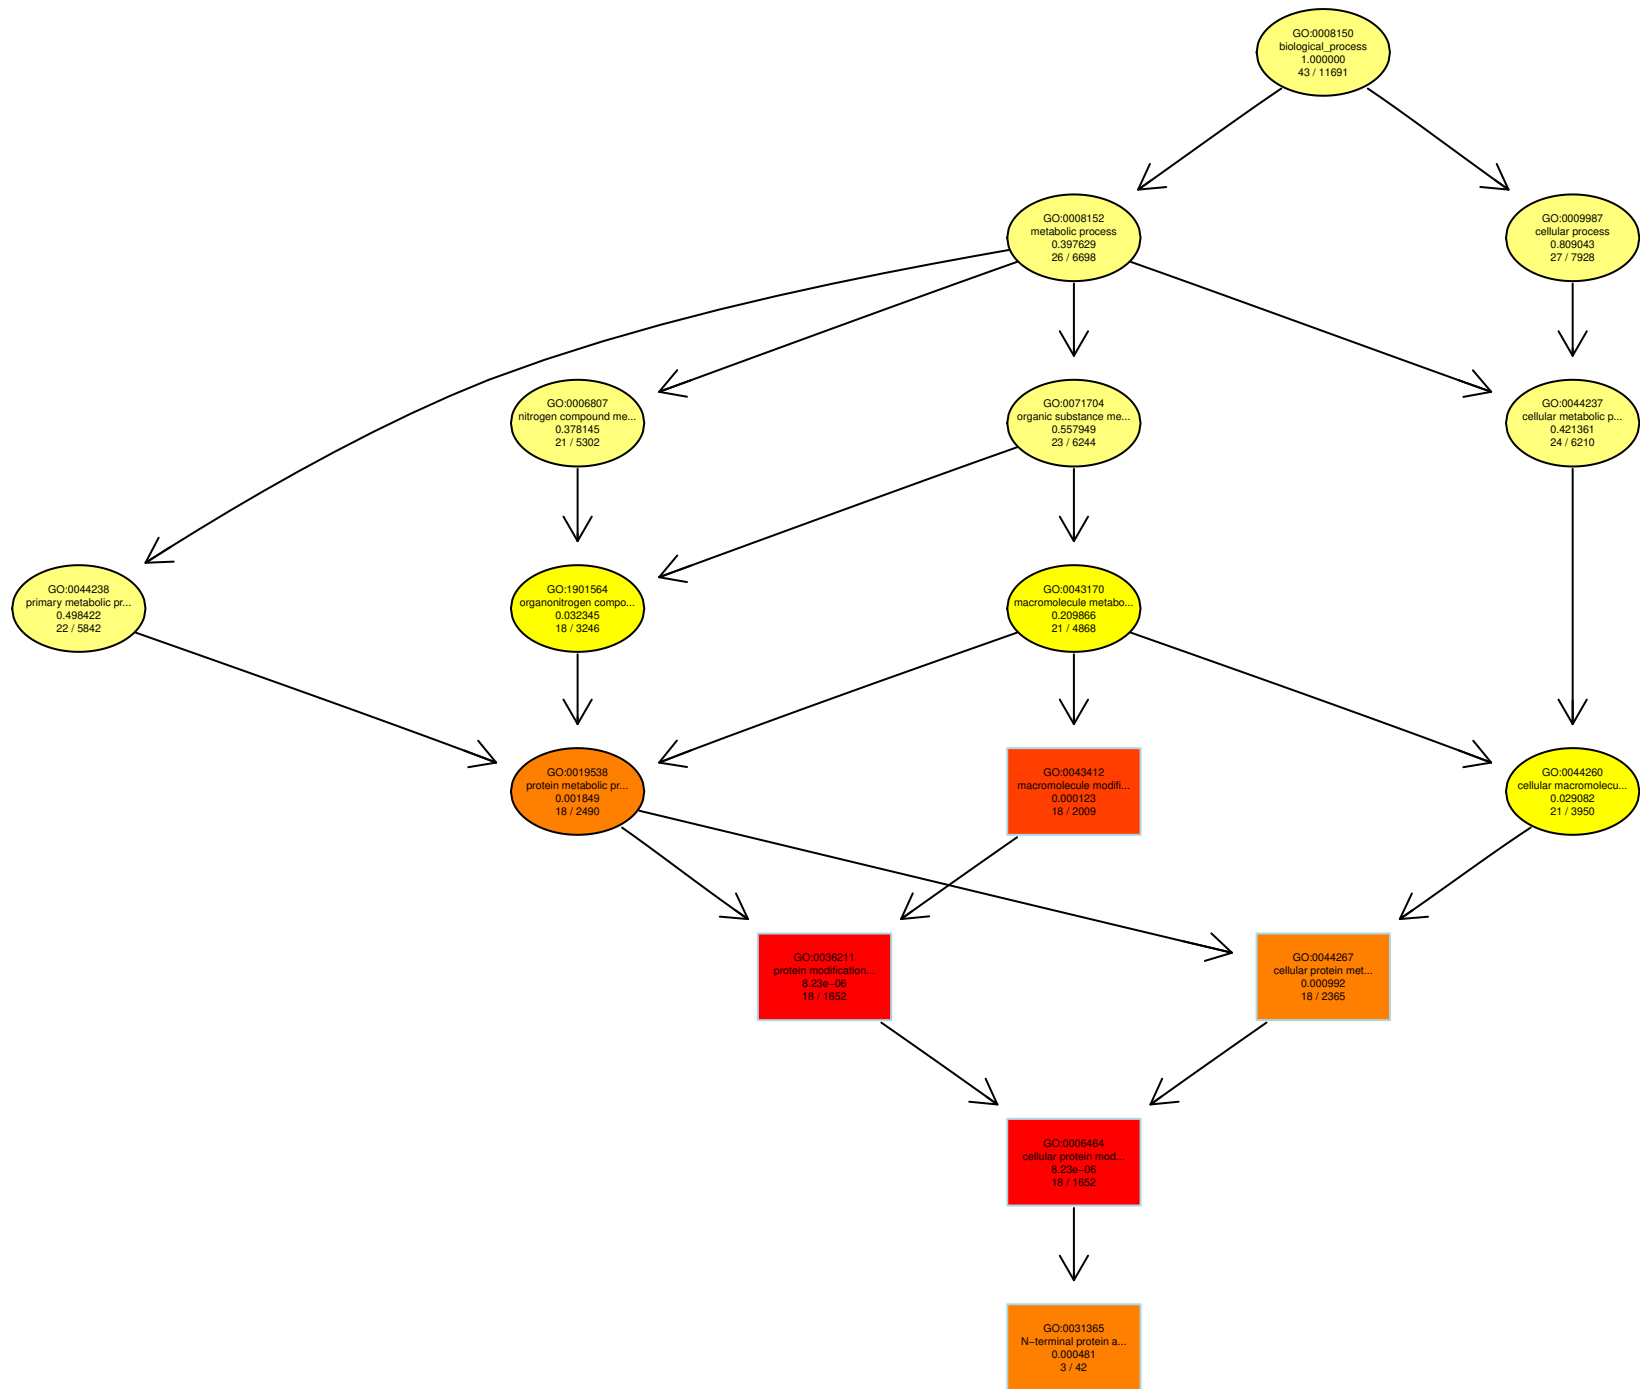 GO:0008150
biological_process
1.000000
43 / 11691
GO:0008152
metabolic process
0.397629
26 / 6698
GO:0009987
cellular process
0.809043
27 / 7928
GO:0006807
nitrogen compound me...
0.378145
21 / 5302
GO:0071704
organic substance me...
0.557949
23 / 6244
GO:0044237
cellular metabolic p...
0.421361
24 / 6210
GO:0044238
primary metabolic pr...
0.498422
22 / 5842
GO:1901564
organonitrogen compo...
0.032345
18 / 3246
GO:0043170
macromolecule metabo...
0.209866
21 / 4868
GO:0019538
protein metabolic pr...
0.001849
18 / 2490
GO:0043412
macromolecule modifi...
0.000123
18 / 2009
GO:0044260
cellular macromolecu...
0.029082
21 / 3950
GO:0036211
protein modification...
8.23e−06
18 / 1652
GO:0044267
cellular protein met...
0.000992
18 / 2365
GO:0006464
cellular protein mod...
8.23e−06
18 / 1652
GO:0031365
N−terminal protein a...
0.000481
3 / 42